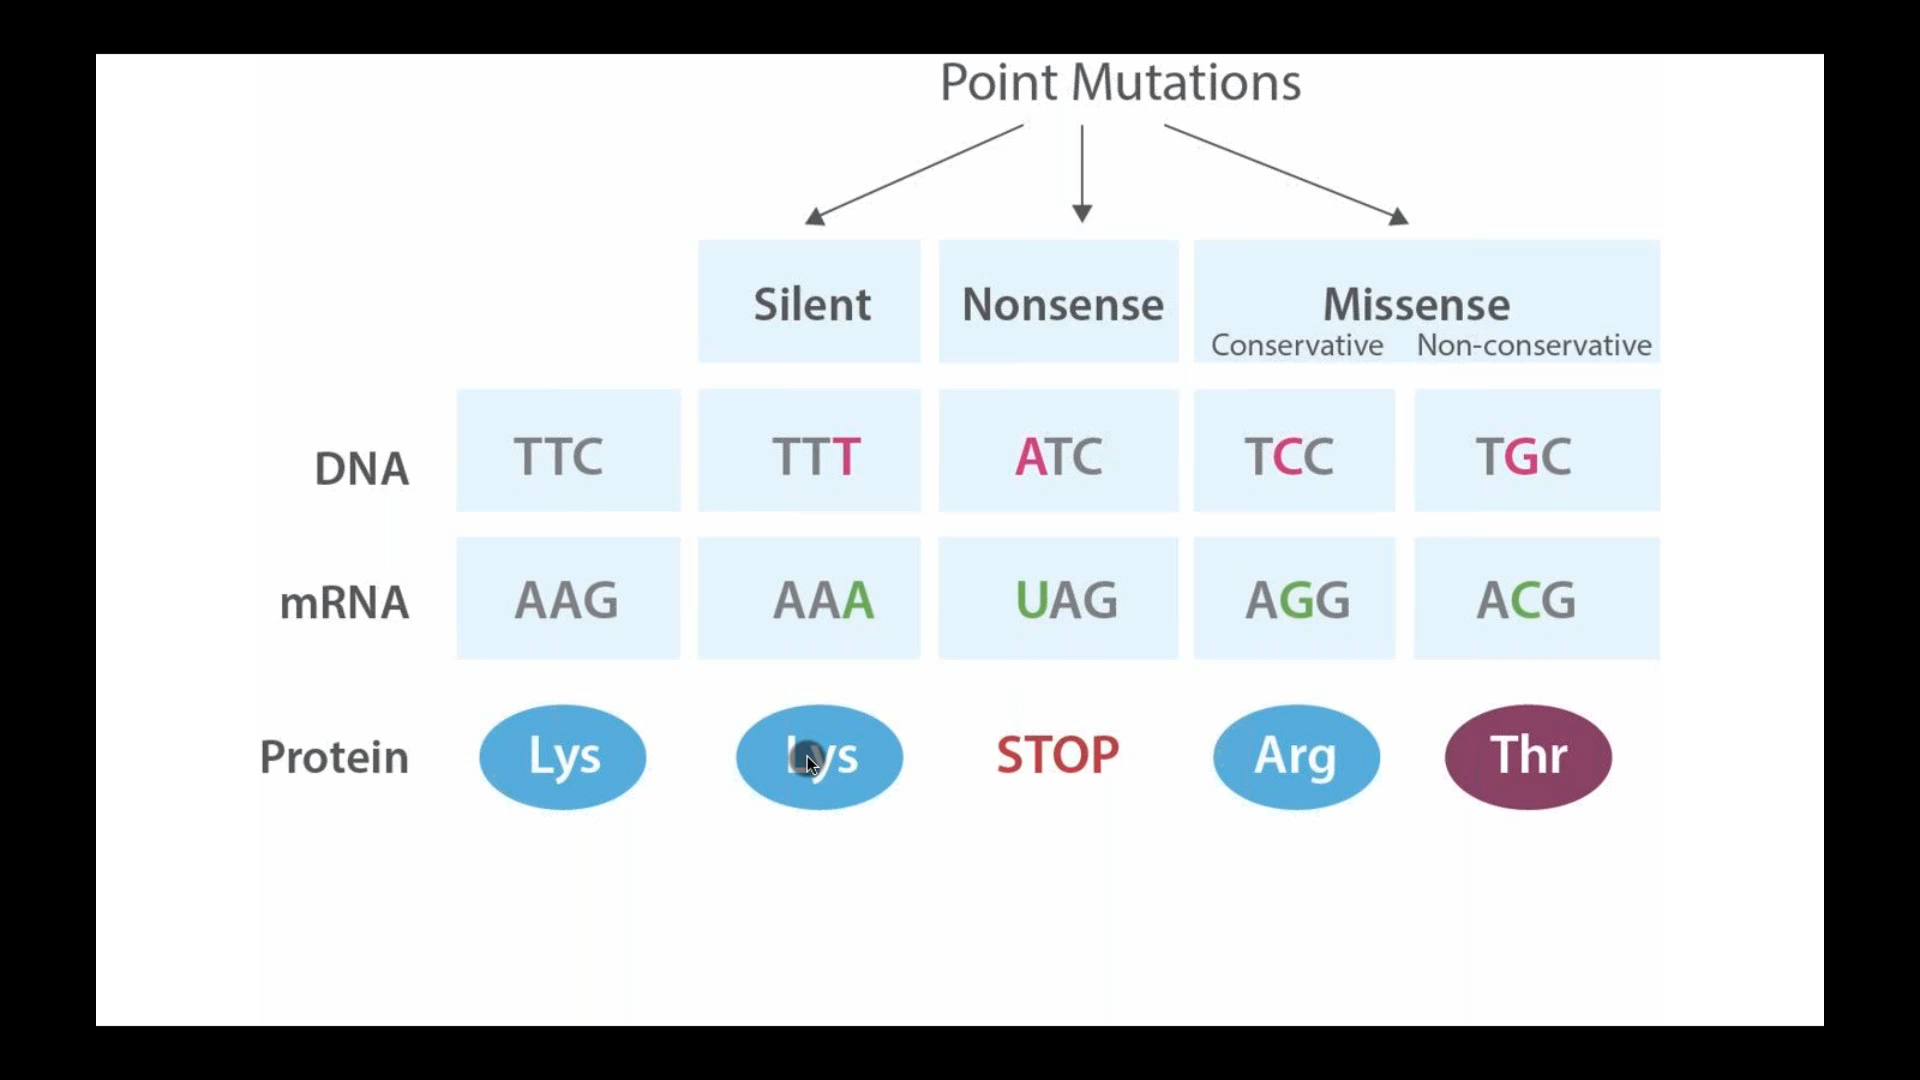 Point Mutations
Silent Nonsense Missense
Conservative Non-conservative
DNA TTC TTT ATC TCC TGC
mRNA AAG AAA UAG AGG ACG
Protein Lys Lys STOP Arg Thr